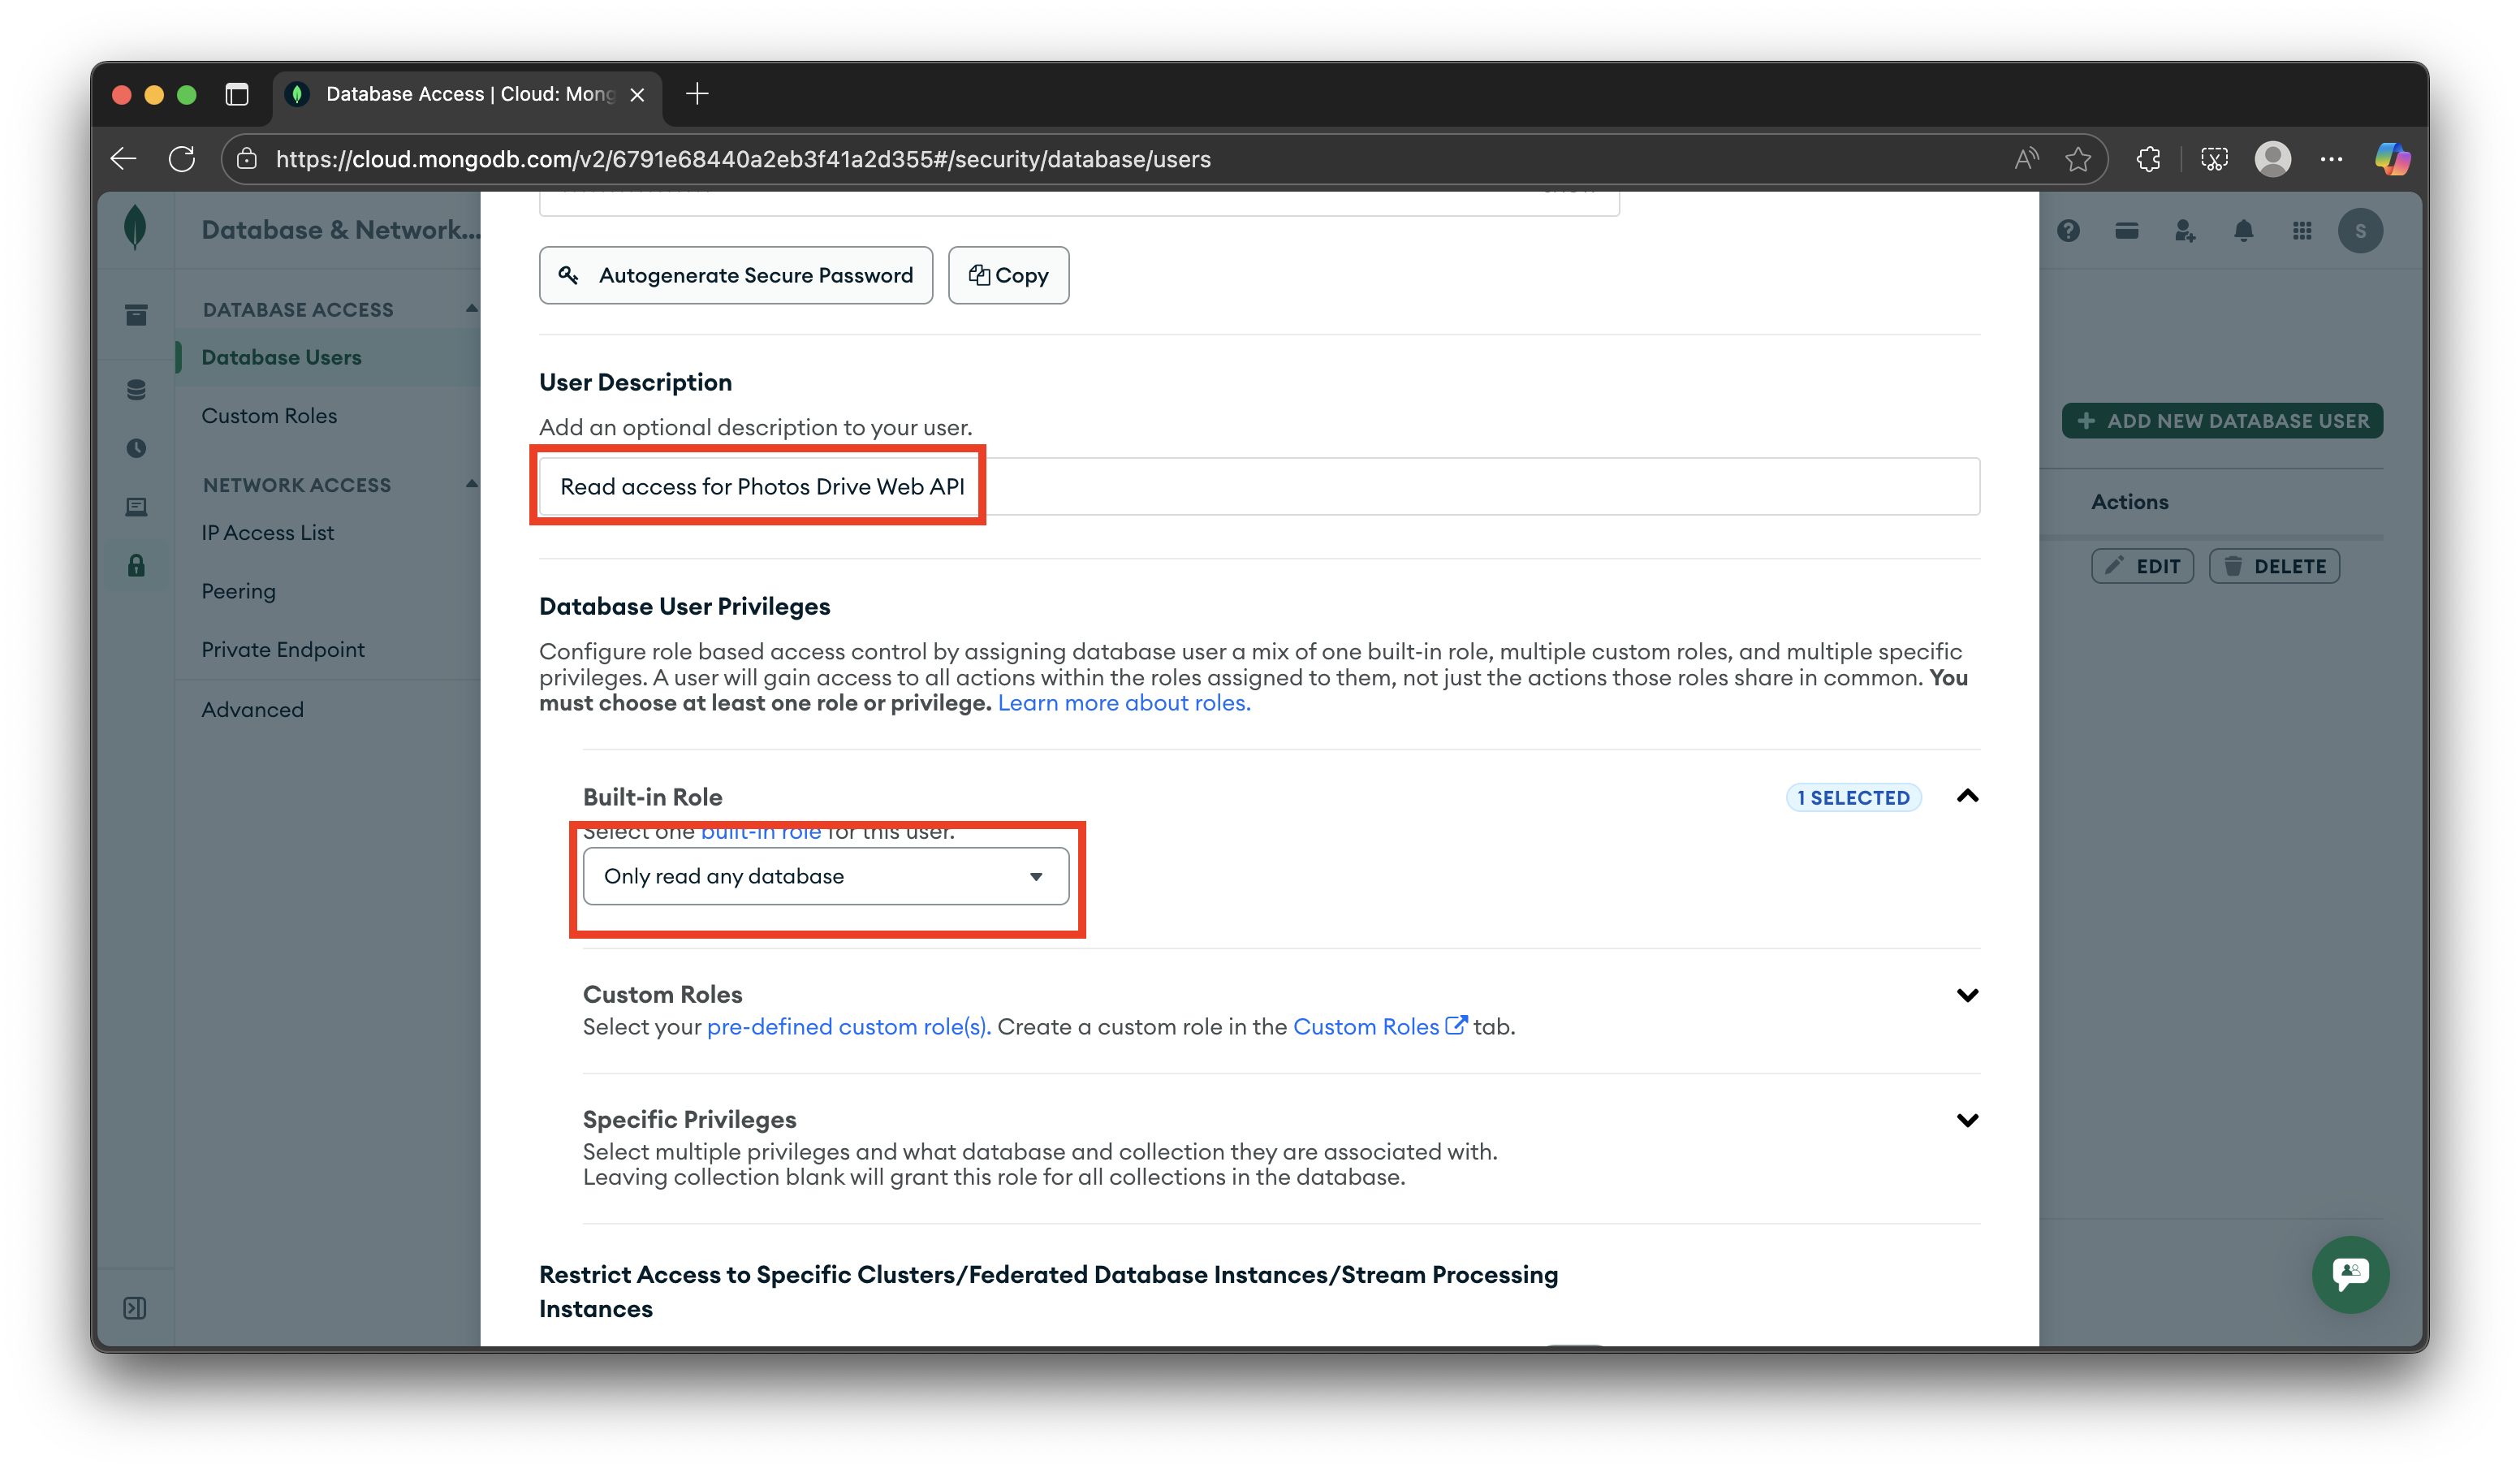 Database Access | Cloud: Mong
https://cloud.mongodb.com/v2/6791e68440a2eb3f41a2d355#/security/database/users
Database & Network...
S
DATABASE ACCESS
Database Users
Custom Roles
NETWORK ACCESS
IP Access List
Peering
Private Endpoint
Advanced
Autogenerate Secure Password
Copy
User Description
Add an optional description to your user.
Read access for Photos Drive Web API
Database User Privileges
Configure role based access control by assigning database user a mix of one built-in role, multiple custom roles, and multiple specific
privileges. A user will gain access to all actions within the roles assigned to them, not just the actions those roles share in common. You
must choose at least one role or privilege. Learn more about roles.
Built-in Role
1 SELECTED
Select one built-in role for this user.
Only read any database
Custom Roles
Select your pre-defined custom role(s). Create a custom role in the Custom Roles tab.
Specific Privileges
Select multiple privileges and what database and collection they are associated with.
Leaving collection blank will grant this role for all collections in the database.
Restrict Access to Specific Clusters/Federated Database Instances/Stream Processing
Instances
ADD NEW DATABASE USER
Actions
EDIT
DELETE